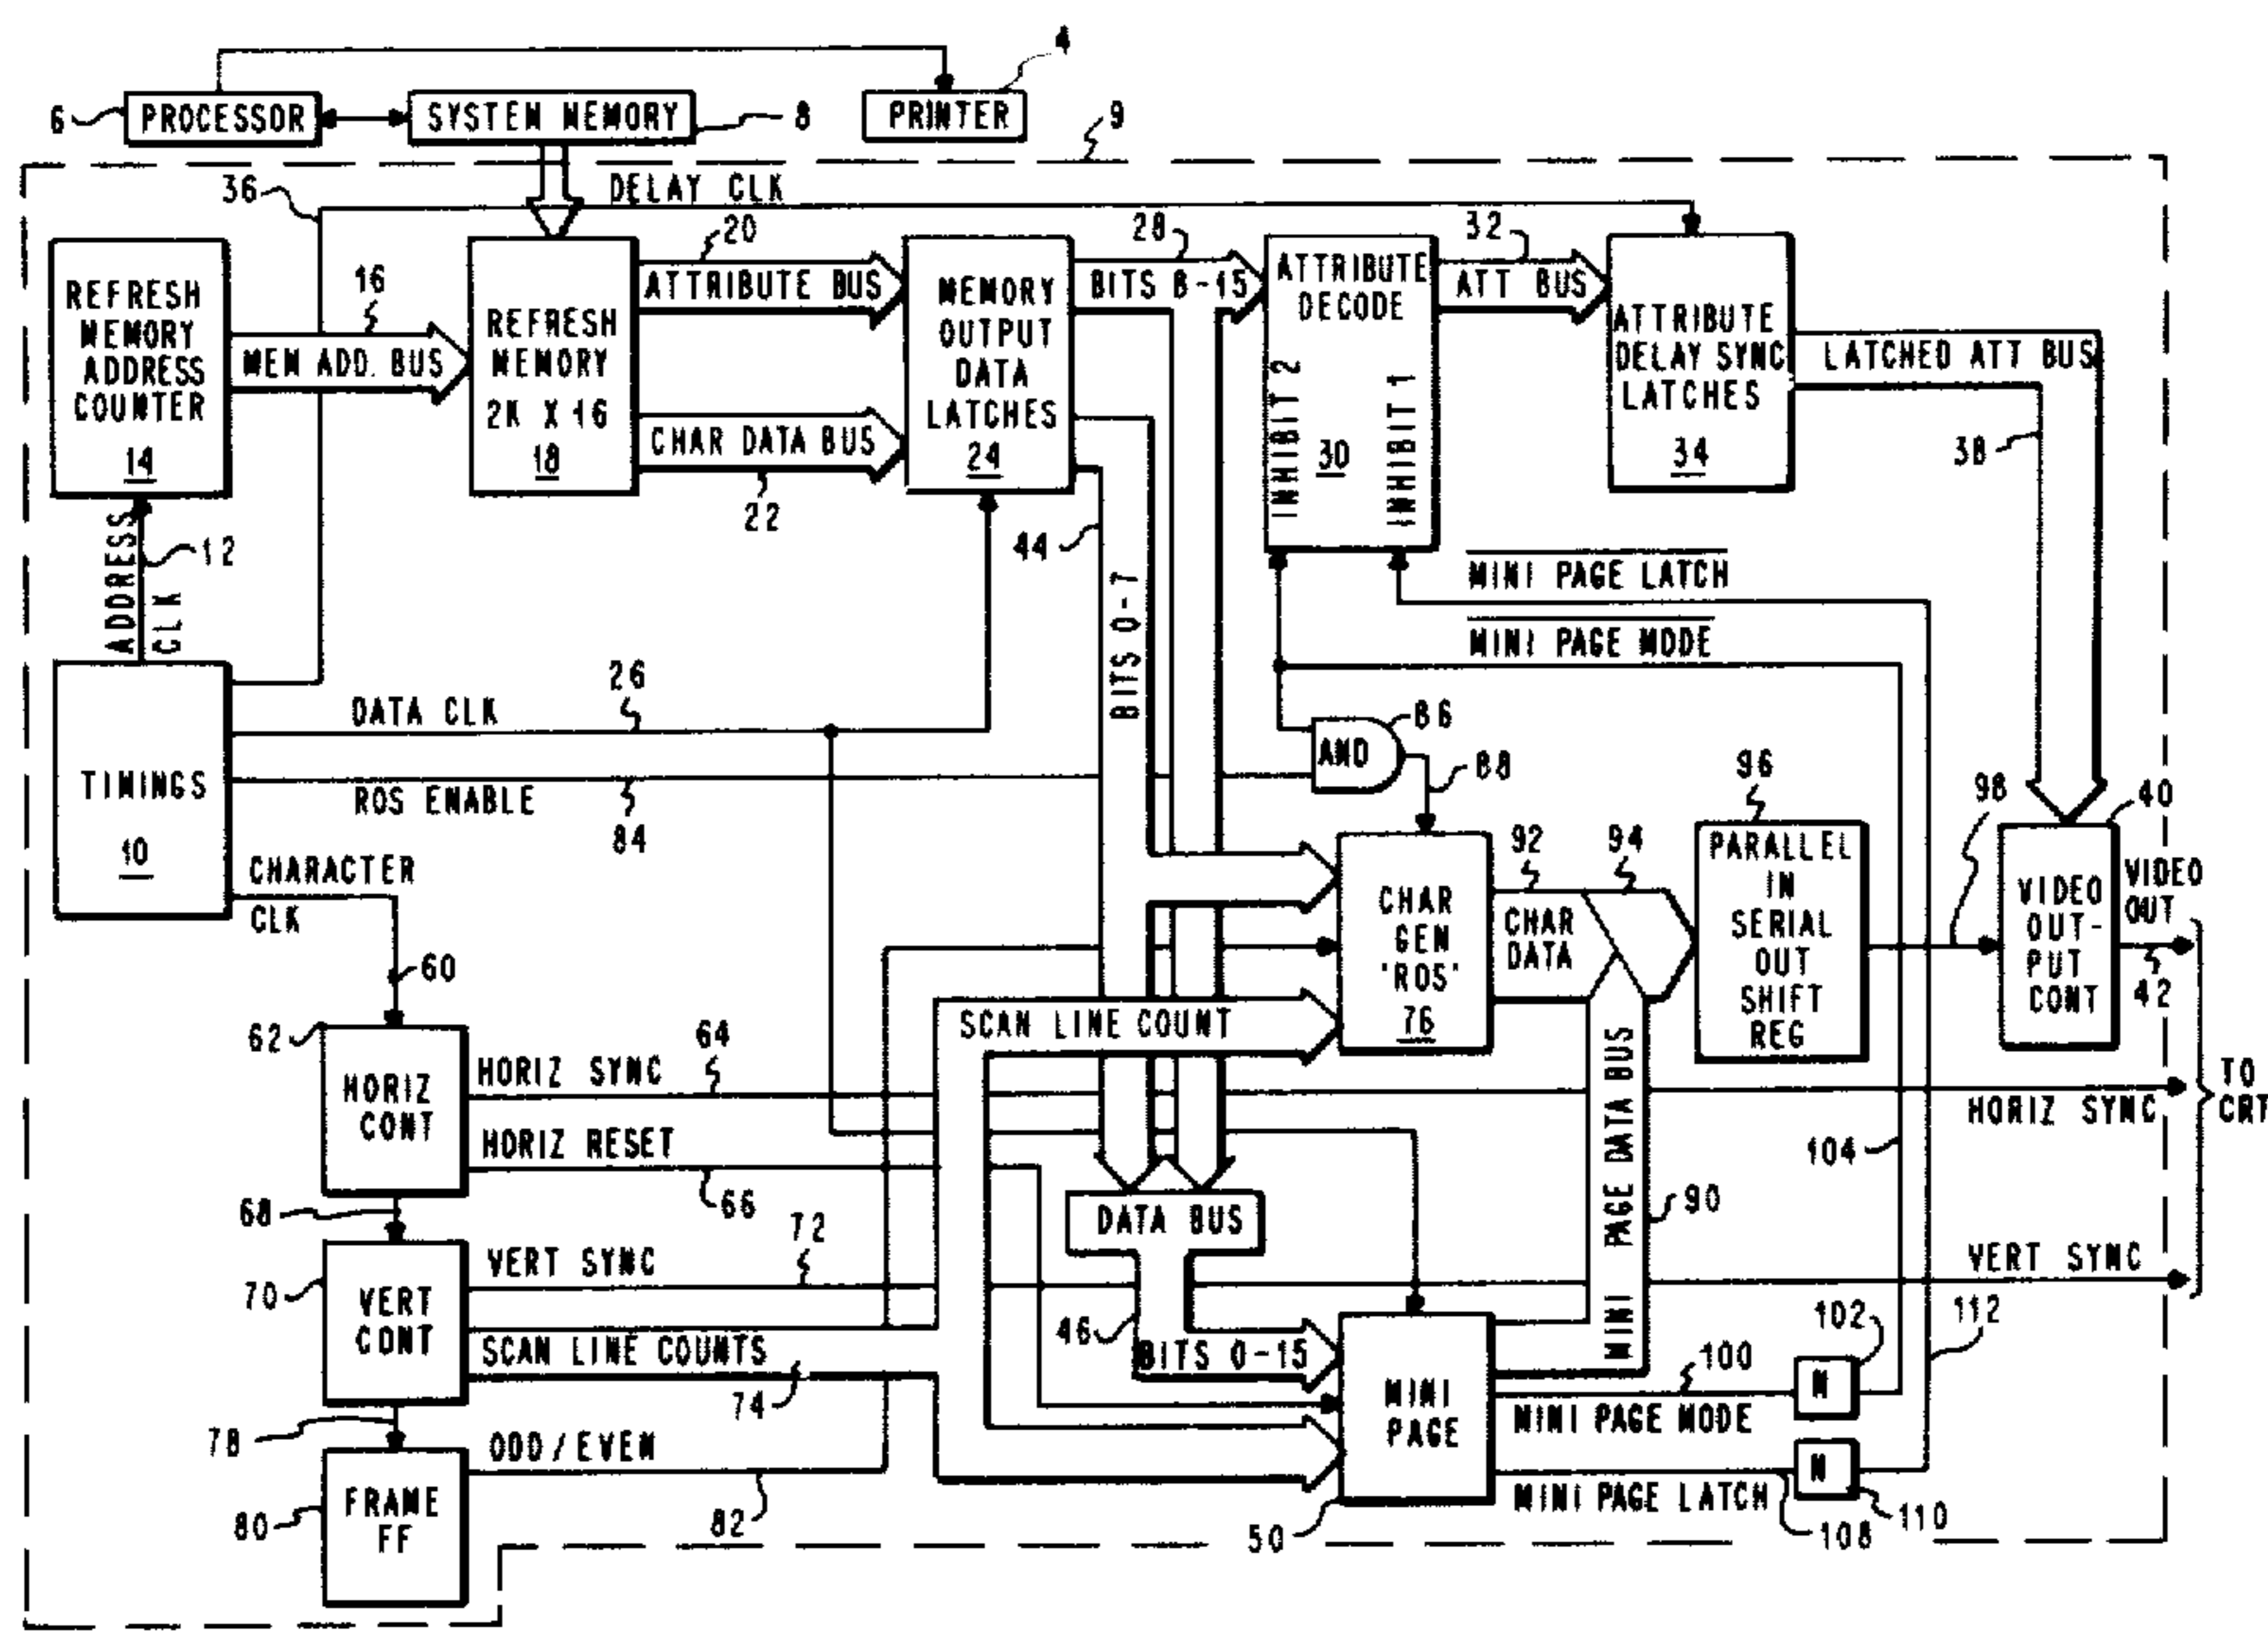 4
6
PROCESSOR
SYSTEM MEMORY
8
PRINTER
9
36
DELAY CLK
REFRESH
MEMORY
ADDRESS
COUNTER
14
16
MEM ADD. BUS
REFRESH
MEMORY
2K X 16
18
20
ATTRIBUTE BUS
CHAR DATA BUS
22
MEMORY
OUTPUT
DATA
LATCHES
24
28
BITS 8-15
ATTRIBUTE
DECODE
INHIBIT 2
30
INHIBIT 1
32
ATT BUS
ATTRIBUTE
DELAY SYNC
LATCHES
34
LATCHED ATT BUS
38
ADDRESS
CLK
12
44
BITS 0-7
MINI PAGE LATCH
MINI PAGE MODE
TIMINGS
10
DATA CLK
26
ROS ENABLE
84
CHARACTER
CLK
60
AND
86
88
CHAR
GEN
'ROS'
76
92
CHAR
DATA
94
96
PARALLEL
IN
SERIAL
OUT
SHIFT
REG
98
40
VIDEO
OUT-
PUT
CONT
VIDEO
OUT
42
62
HORIZ
CONT
HORIZ SYNC
64
HORIZ RESET
66
SCAN LINE COUNT
MINI PAGE DATA BUS
90
104
HORIZ SYNC
TO
CRT
68
70
VERT
CONT
VERT SYNC
72
SCAN LINE COUNTS
74
DATA BUS
46
BITS 0-15
VERT SYNC
112
78
80
FRAME
FF
ODD/EVEN
82
MINI
PAGE
50
100
MINI PAGE MODE
102
N
MINI PAGE LATCH
108
N
110